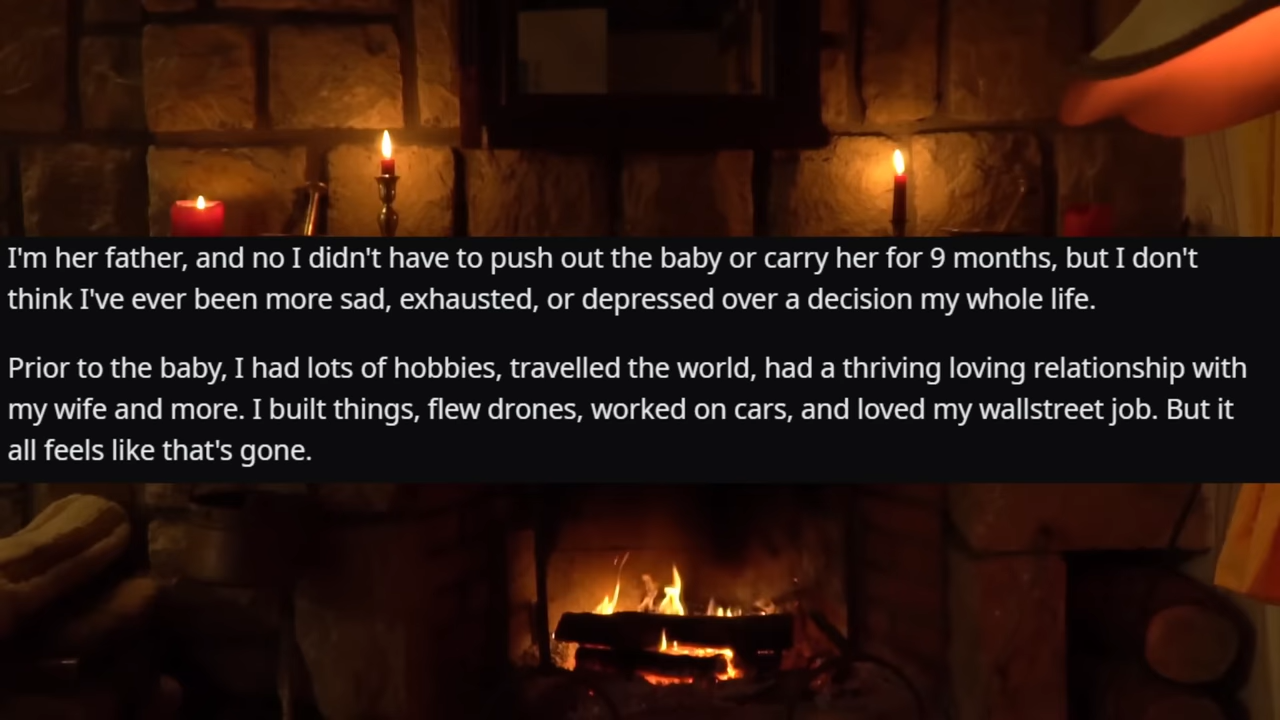 I'm her father, and no I didn't have to push out the baby or carry her for 9 months, but I don't
think I've ever been more sad, exhausted, or depressed over a decision my whole life.
Prior to the baby, I had lots of hobbies, travelled the world, had a thriving loving relationship with
my wife and more. I built things, flew drones, worked on cars, and loved my wallstreet job. But it
all feels like that's gone.